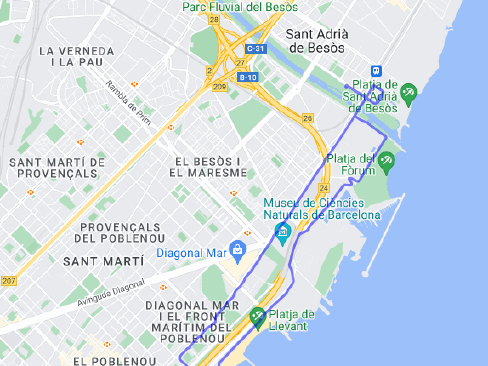 Parc Fluvial del Besòs
C-31
Sant Adrià
de Besòs
LA VERNEDA
I LA PAU
27
B-10
209
Rambla de Prim
Platja de
Sant Adrià
de Besòs
26
SANT MARTÍ DE
PROVENÇALS
EL BESÒS I
EL MARESME
Platja del
Fòrum
24
Museu de Ciències
Naturals de Barcelona
PROVENÇALS
DEL POBLENOU
Diagonal Mar
SANT MARTÍ
207
Avinguda Diagonal
DIAGONAL MAR
I EL FRONT
MARÍTIM DEL
POBLENOU
Platja de
Llevant
EL POBLENOU